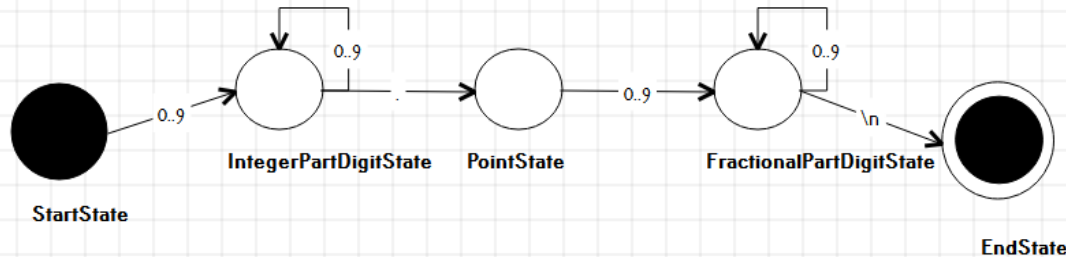 0..9
0..9
0..9
.
0..9
\n
IntegerPartDigitState
PointState
FractionalPartDigitState
StartState
EndState